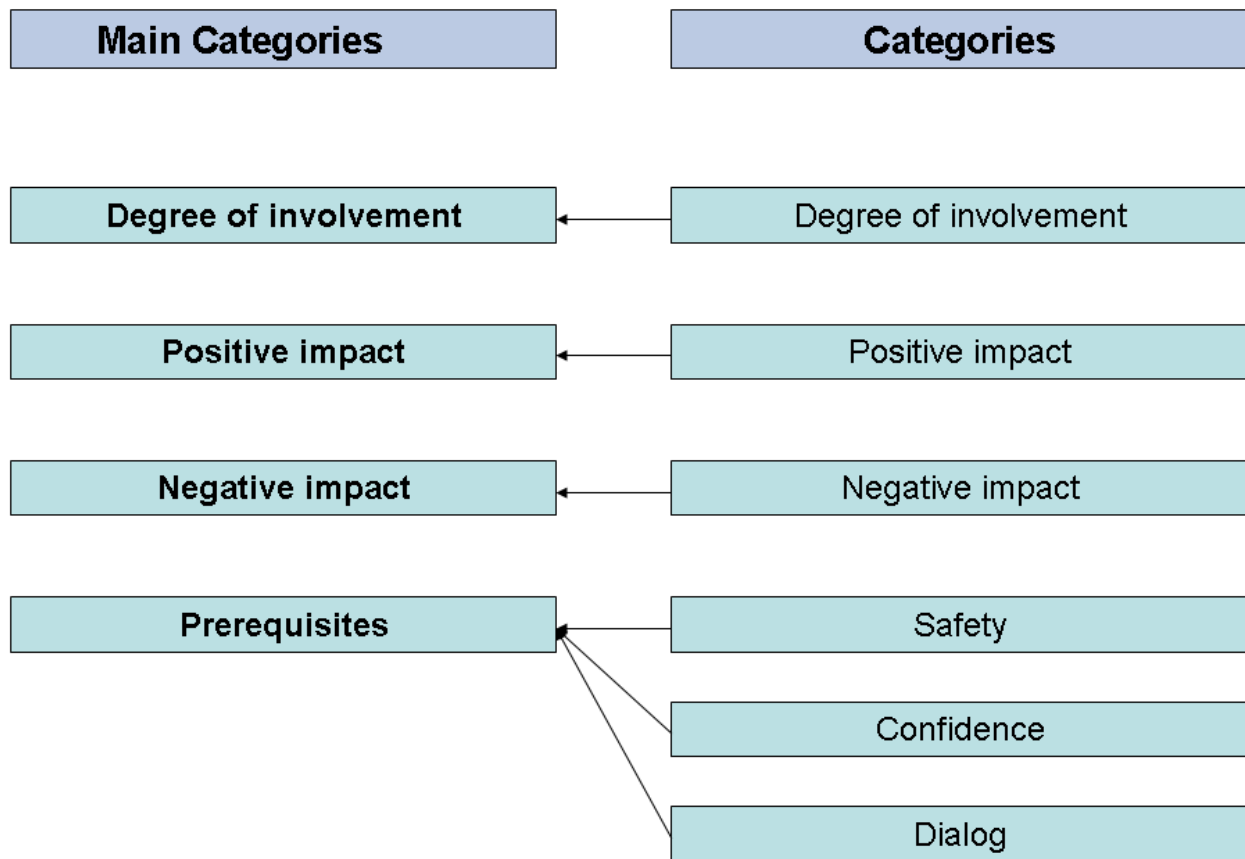 Main Categories
Categories
Degree of involvement
Degree of involvement
Positive impact
Positive impact
Negative impact
Negative impact
Prerequisites
Safety
Confidence
Dialog